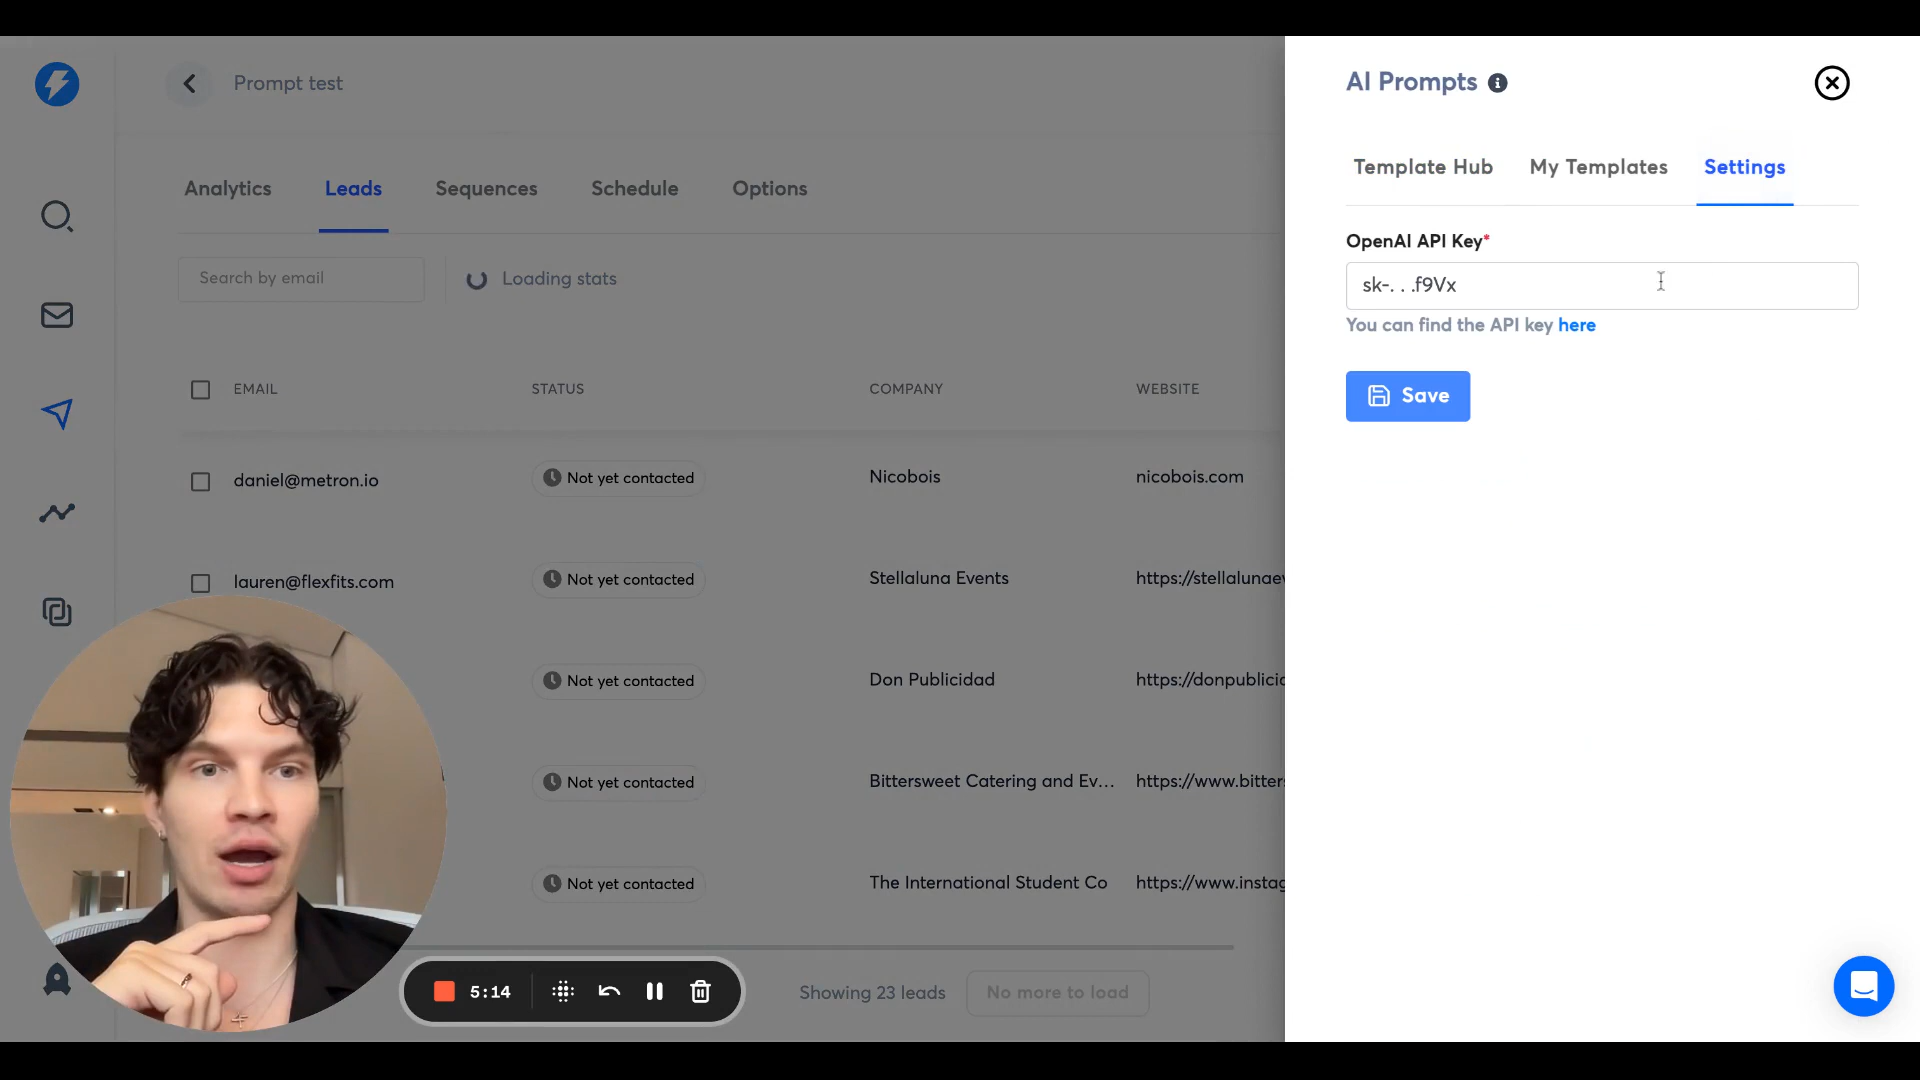 Prompt test
Analytics
Leads
Sequences
Schedule
Options
Search by email
Loading stats
EMAIL
STATUS
COMPANY
WEBSITE
daniel@metron.io
Not yet contacted
Nicobois
nicobois.com
lauren@flexfits.com
Not yet contacted
Stellaluna Events
https://stellalunaev
Not yet contacted
Don Publicidad
https://donpublicid
Not yet contacted
Bittersweet Catering and Ev...
https://www.bitters
Not yet contacted
The International Student Co
https://www.instag
5:14
Showing 23 leads
No more to load
AI Prompts
Template Hub
My Templates
Settings
OpenAI API Key*
sk-. . .f9Vx
You can find the API key here
Save